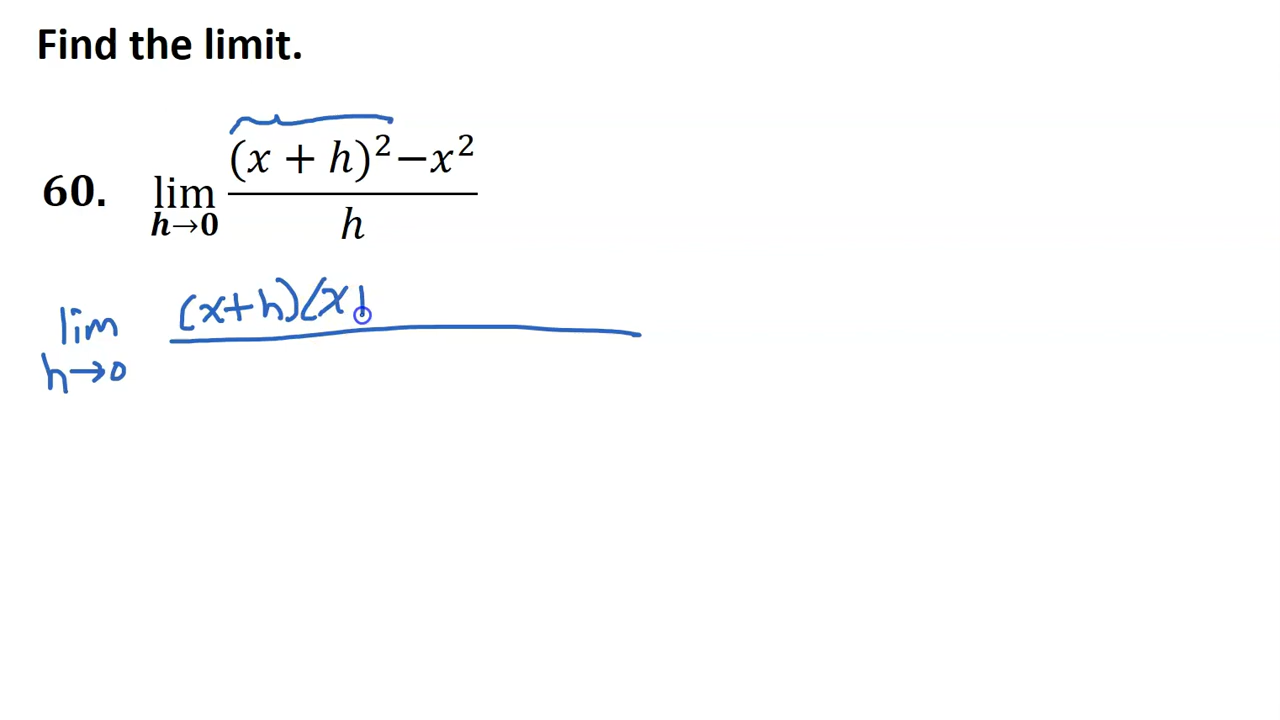 Find the limit.
60. lim h→0 (x + h)² − x² / h
lim h→0 (x+h)(x